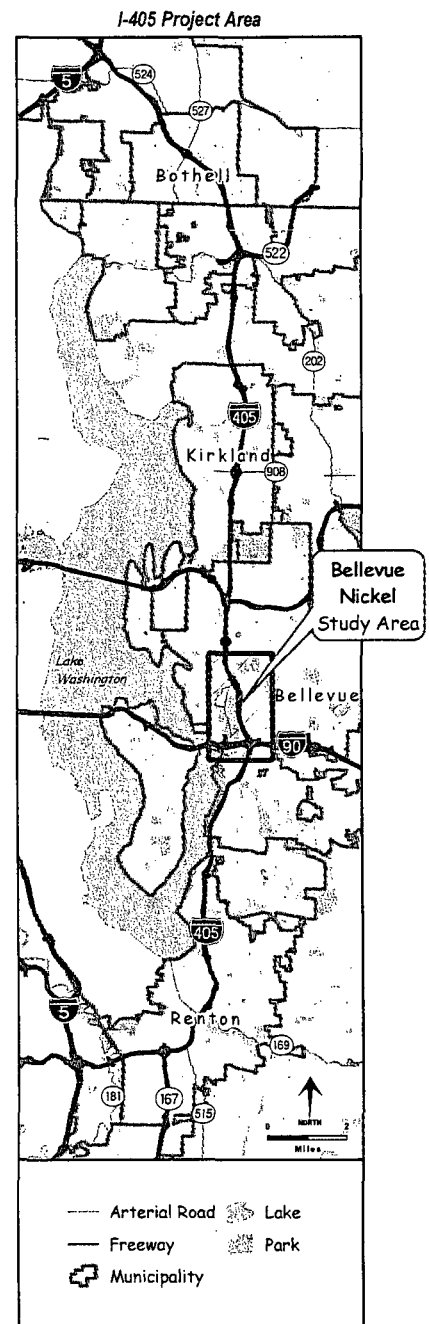 I-405 Project Area
5
524
527
Bothell
522
202
405
Kirkland
908
Bellevue
Nickel
Study Area
Lake
Washington
Bellevue
90
405
5
Renton
169
181
167
515
NORTH
0 2
Miles
Arterial Road
Lake
Freeway
Park
Municipality